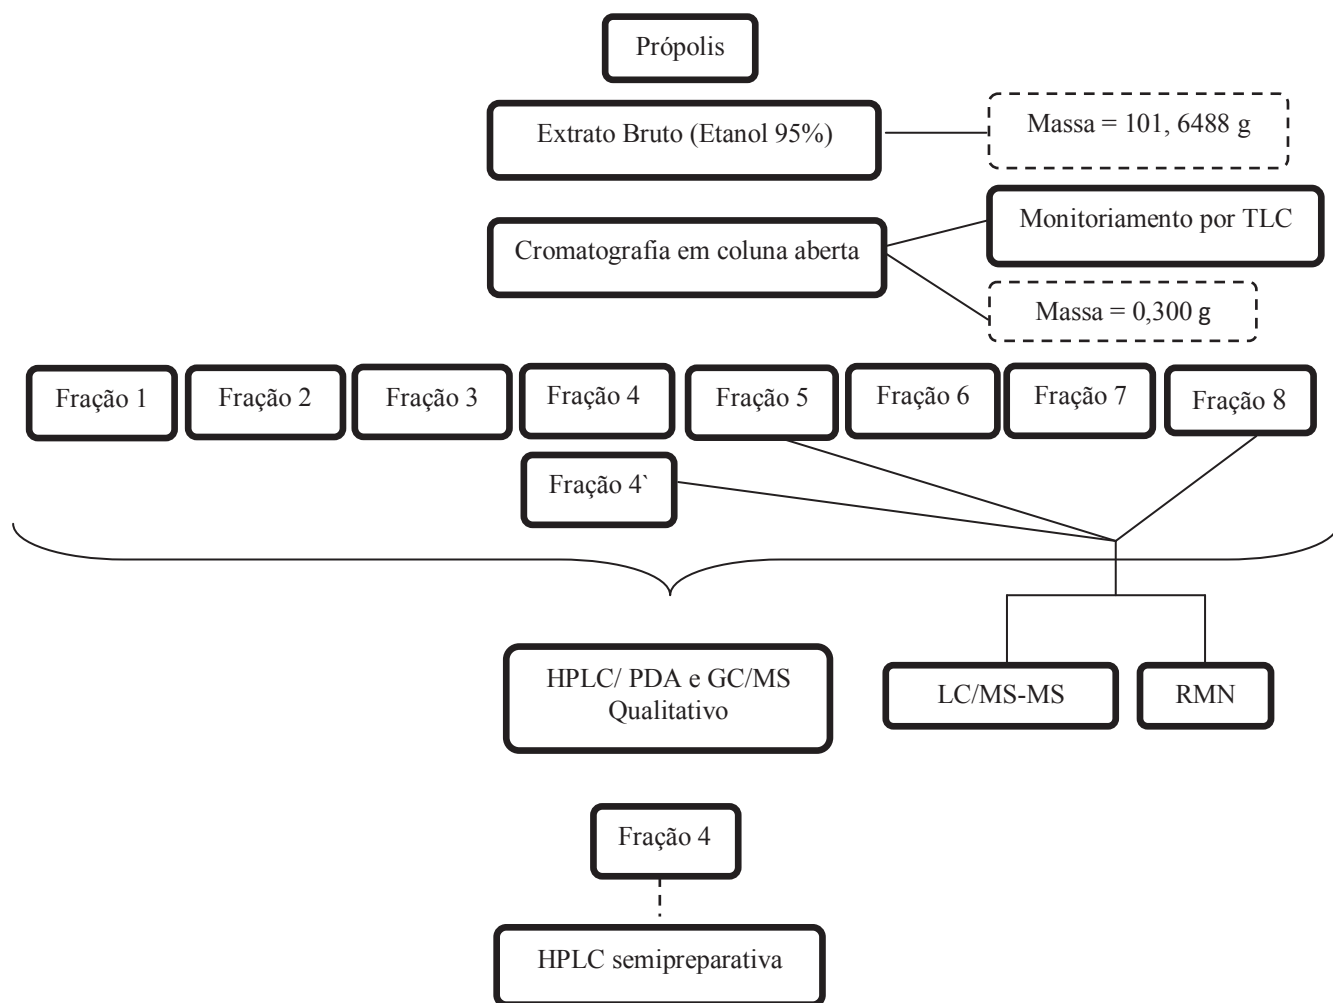 Própolis
Extrato Bruto (Etanol 95%)
Massa = 101, 6488 g
Cromatografia em coluna aberta
Monitoriamento por TLC
Massa = 0,300 g
Fração 1
Fração 2
Fração 3
Fração 4
Fração 5
Fração 6
Fração 7
Fração 8
Fração 4`
HPLC/ PDA e GC/MS
Qualitativo
LC/MS-MS
RMN
Fração 4
HPLC semipreparativa